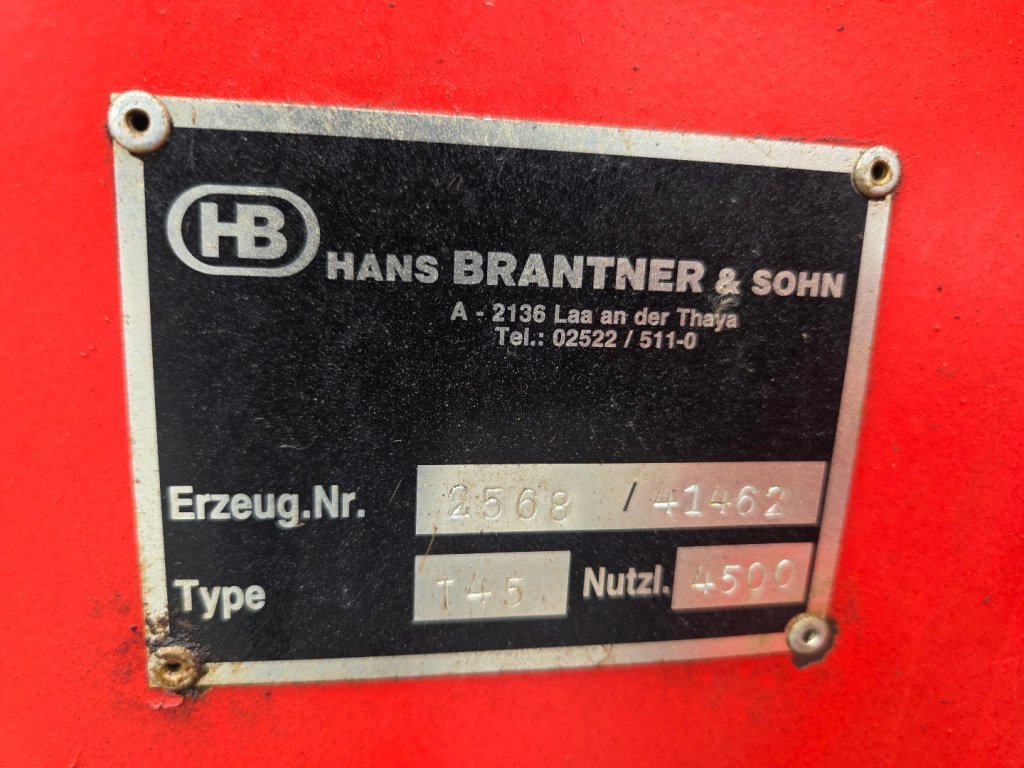 HB
HANS BRANTNER & SOHN
A - 2136 Laa an der Thaya
Tel.: 02522 / 511-0
Erzeug.Nr. 2568 / 41462
Type T45 Nutzl. 4500